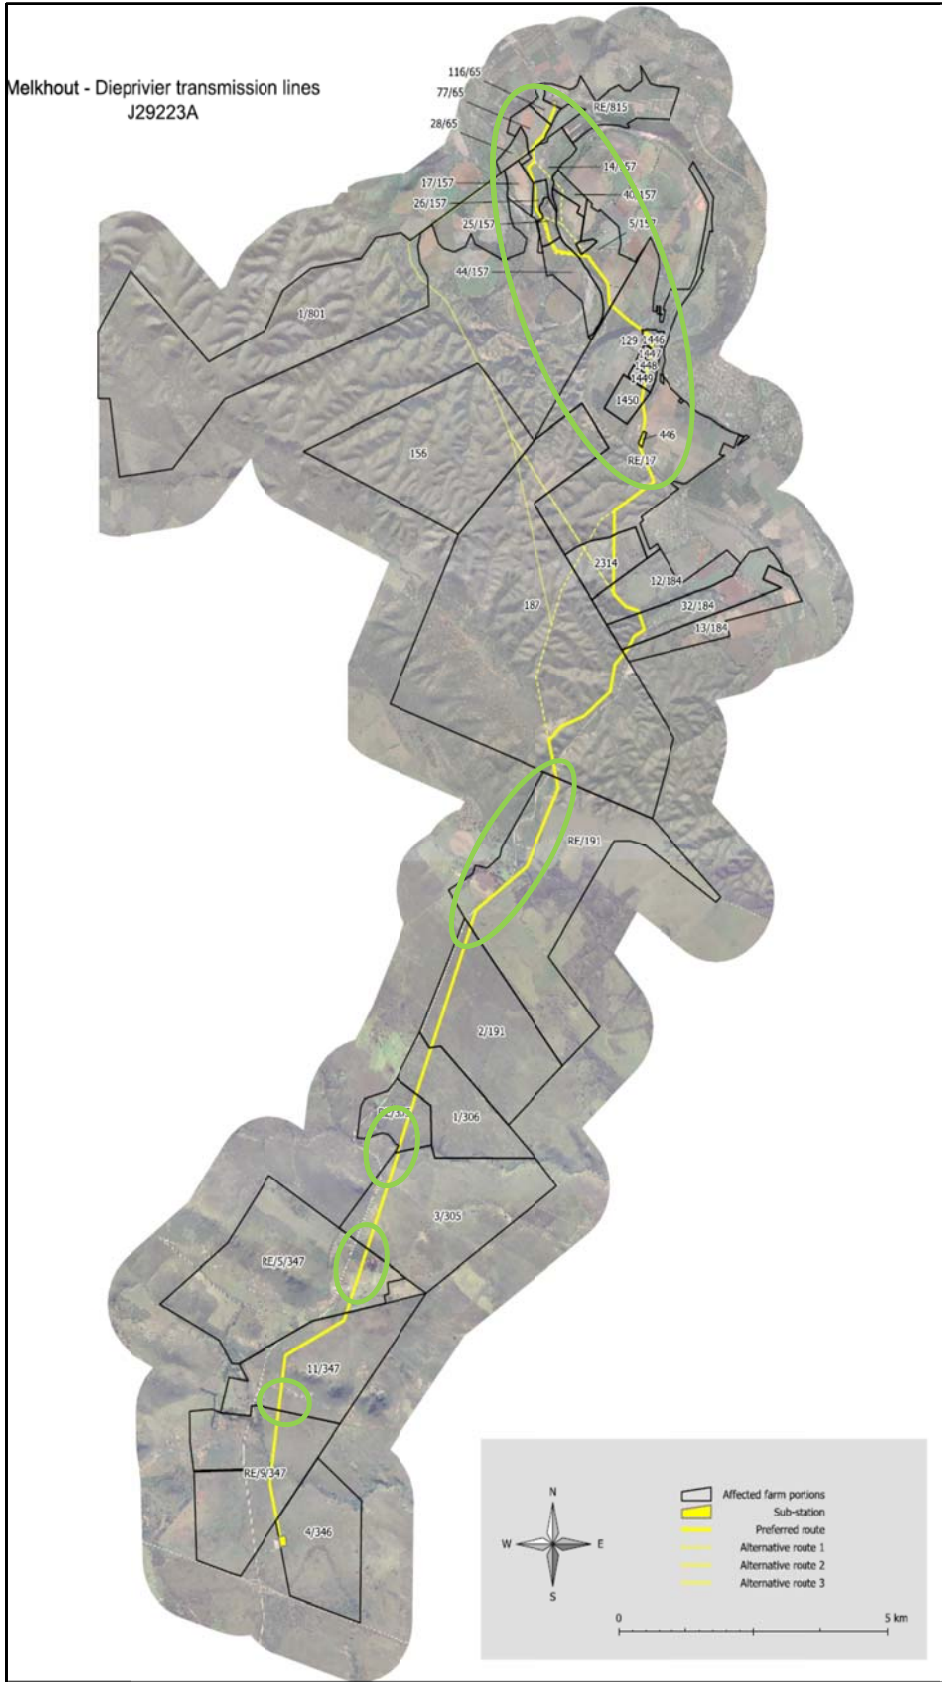 Melkhout - Dieprivier transmission lines
J29223A
116/65
77/65
RE/815
28/65
14/157
17/157
40/157
26/157
25/157
5/157
44/157
1/801
129
1446
1447
1448
1449
1450
446
156
RE/17
2314
12/184
187
32/184
13/184
RE/191
2/191
1/306
3/305
RE/5/347
11/347
RE/9/347
4/346
N
W
E
S
Affected farm portions
Sub-station
Preferred route
Alternative route 1
Alternative route 2
Alternative route 3
0
5 km